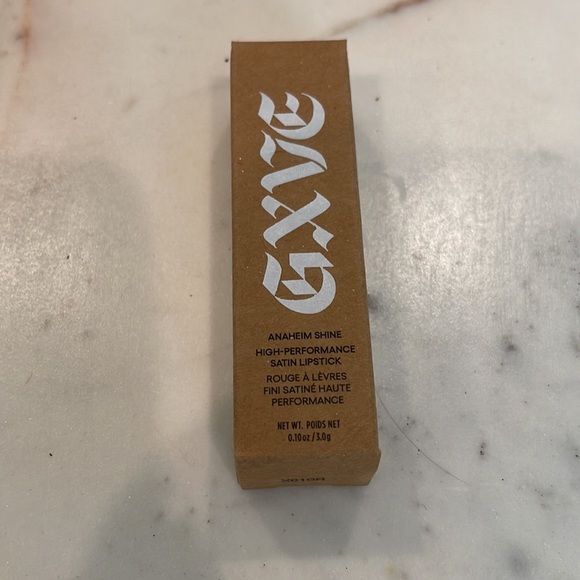 GXVE
ANAHEIM SHINE
HIGH-PERFORMANCE
SATIN LIPSTICK
ROUGE À LÈVRES
FINI SATINÉ HAUTE
PERFORMANCE
NET WT. POIDS NET
0.10oz / 3.0g